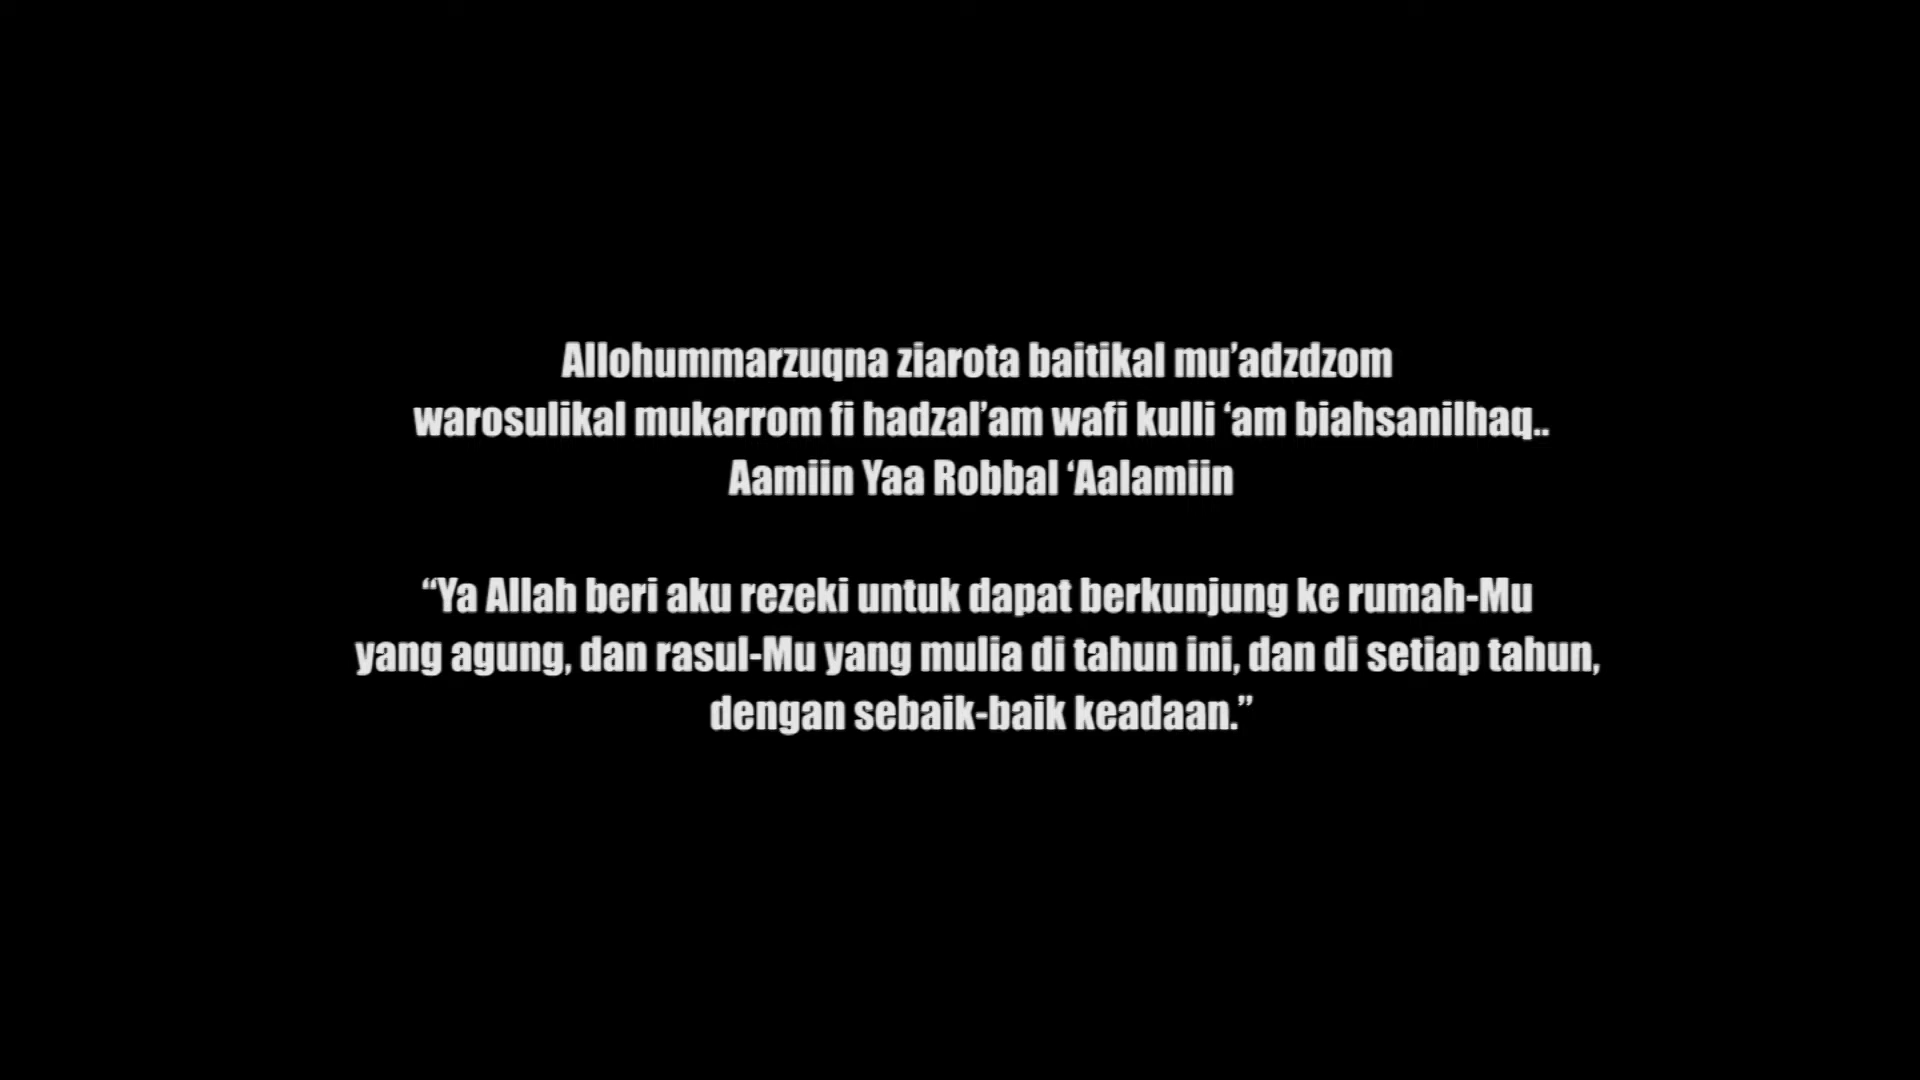 Allohummarzuqna ziarota baitikal mu’adzdzom
warosulikal mukarrom fi hadzal’am wafi kulli ‘am biahsanilhaq..
Aamiin Yaa Robbal ‘Aalamiin
“Ya Allah beri aku rezeki untuk dapat berkunjung ke rumah-Mu
yang agung, dan rasul-Mu yang mulia di tahun ini, dan di setiap tahun,
dengan sebaik-baik keadaan.”